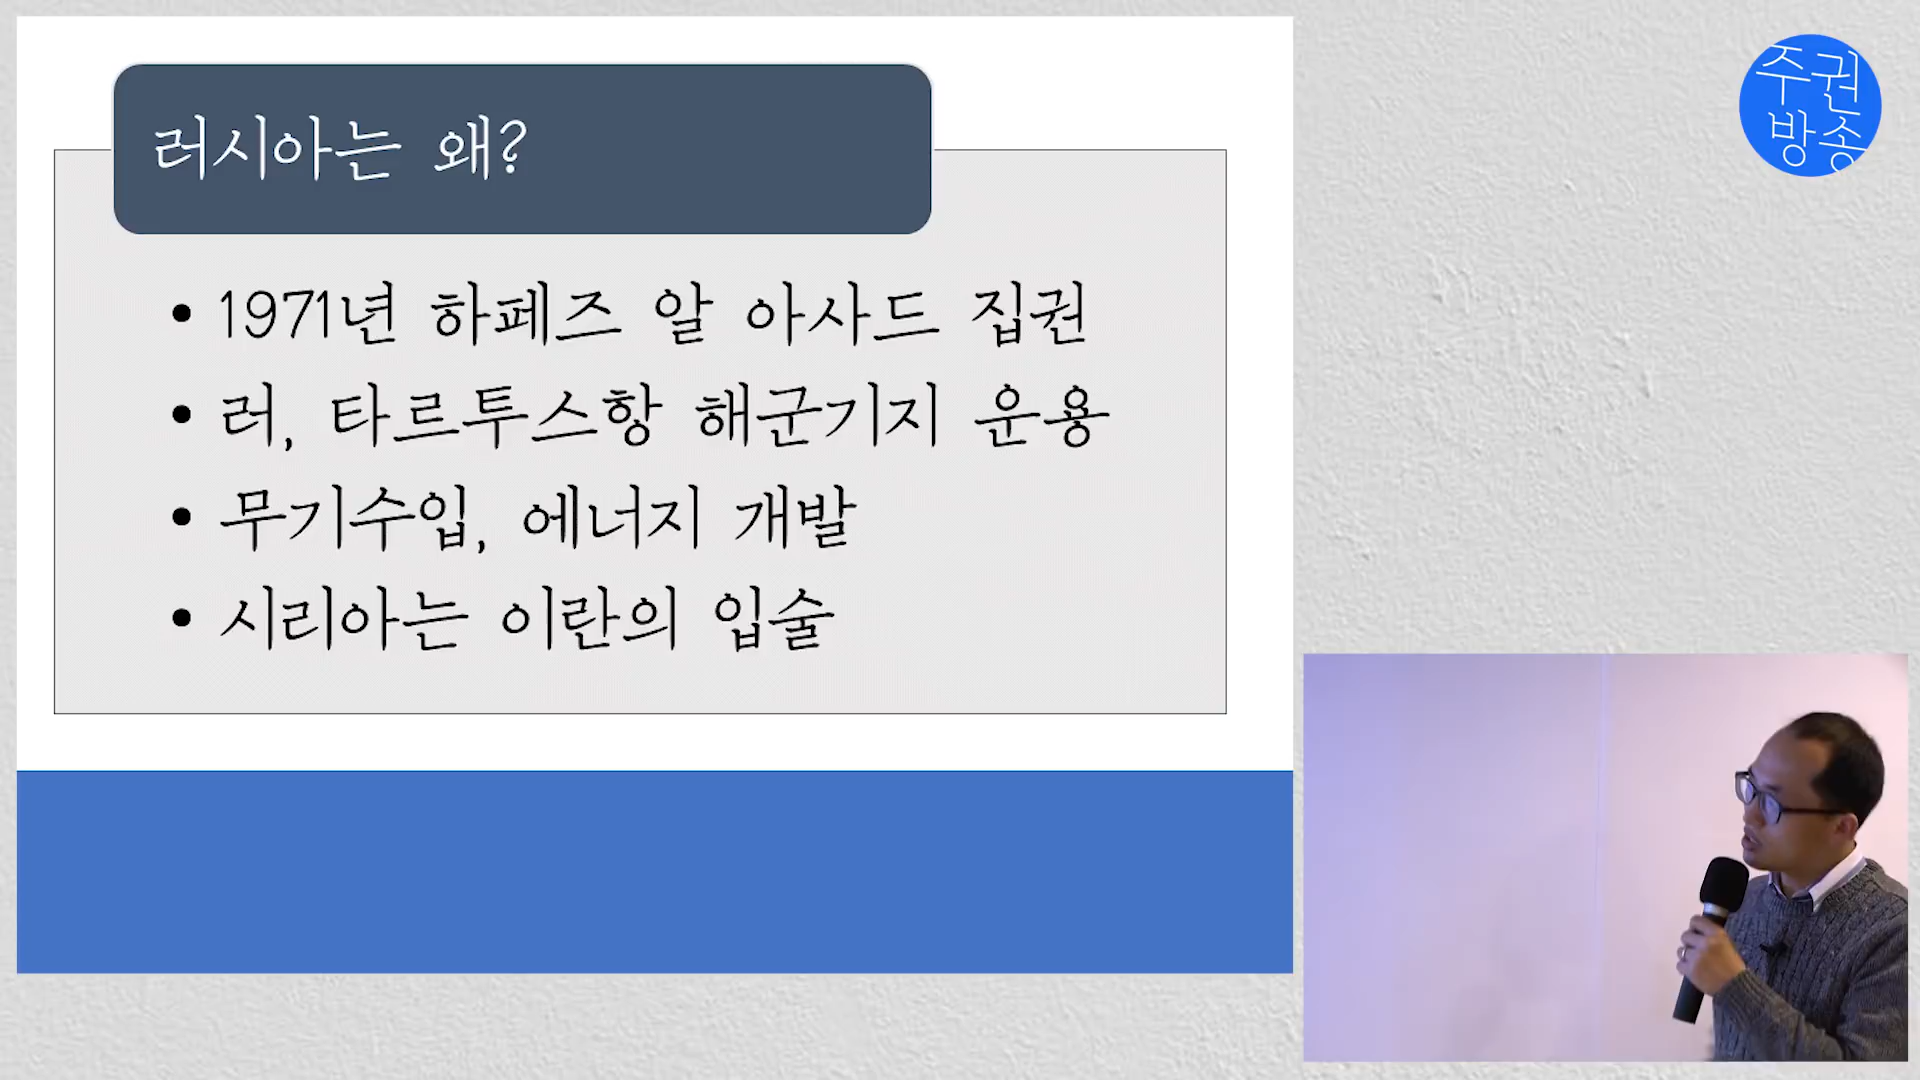 러시아는 왜?
• 1971년 하페즈 알 아사드 집권
• 러, 타르투스항 해군기지 운용
• 무기수입, 에너지 개발
• 시리아는 이란의 입술
주권
방송